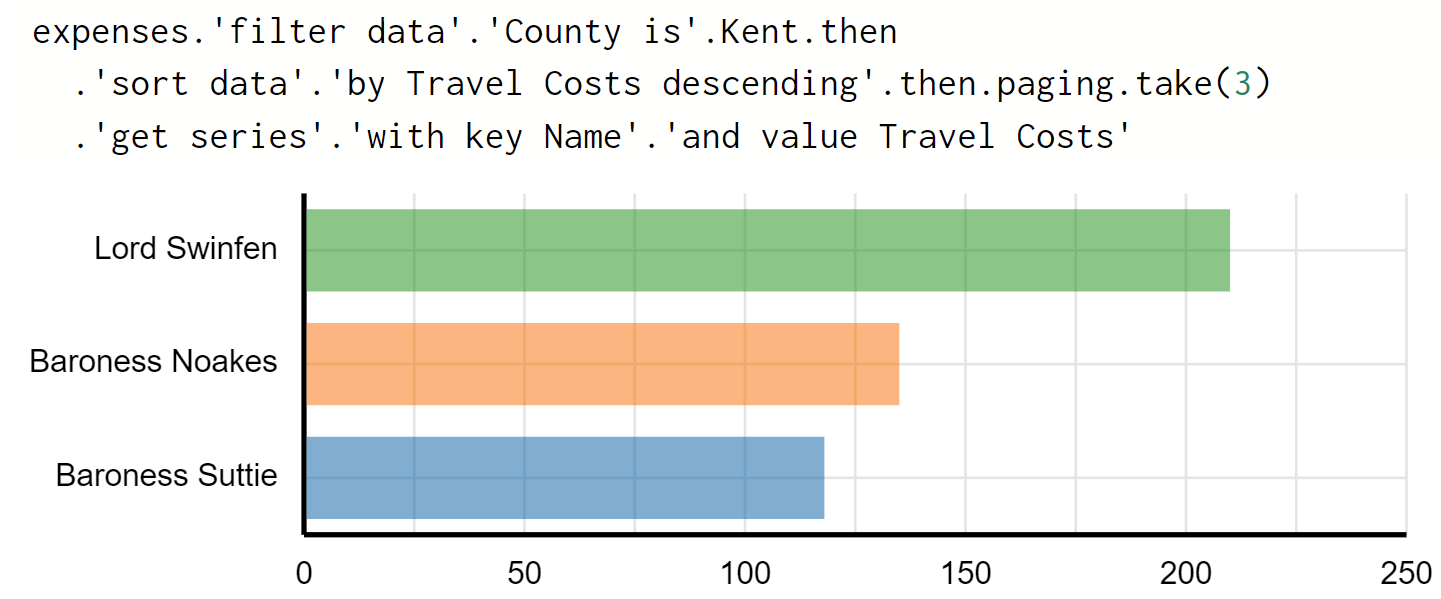 expenses.'filter data'.'County is'.Kent.then
.'sort data'.'by Travel Costs descending'.then.paging.take(3)
.'get series'.'with key Name'.'and value Travel Costs'
Lord Swinfen
Baroness Noakes
Baroness Suttie
0 50 100 150 200 250